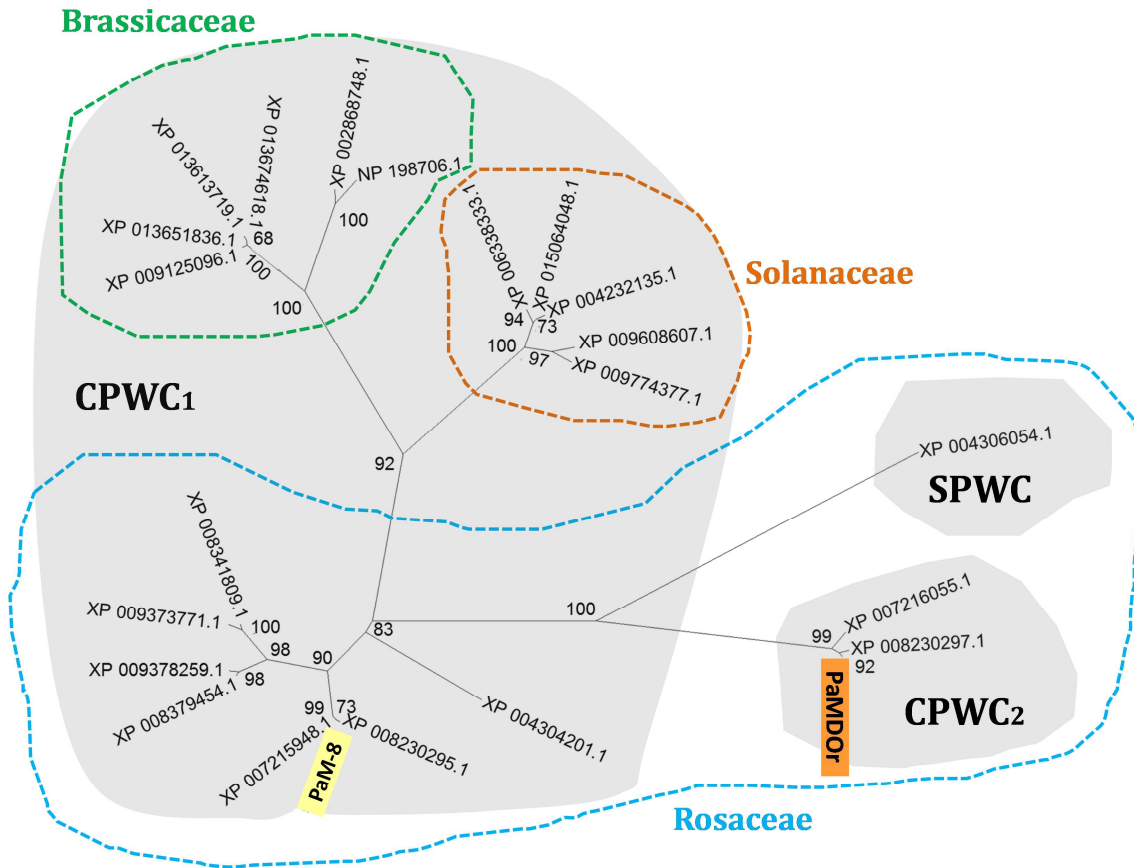 Brassicaceae
XP 002868748.1
XP 013674618.1
XP 013613719.1
NP 198706.1
XP 013651836.1
XP 009125096.1
68
100
100
100
XP 006338333.1
XP 015064048.1
Solanaceae
XP 004232135.1
94
73
XP 009608607.1
100
97
XP 009774377.1
CPWC1
92
XP 004306054.1
SPWC
XP 008341809.1
XP 009373771.1
100
98
XP 009378259.1
98
XP 008379454.1
90
83
100
XP 007216055.1
99
XP 008230297.1
92
PaMDOr
CPWC2
XP 004304201.1
99
73
XP 008230295.1
XP 007215948.1
PaM-8
Rosaceae